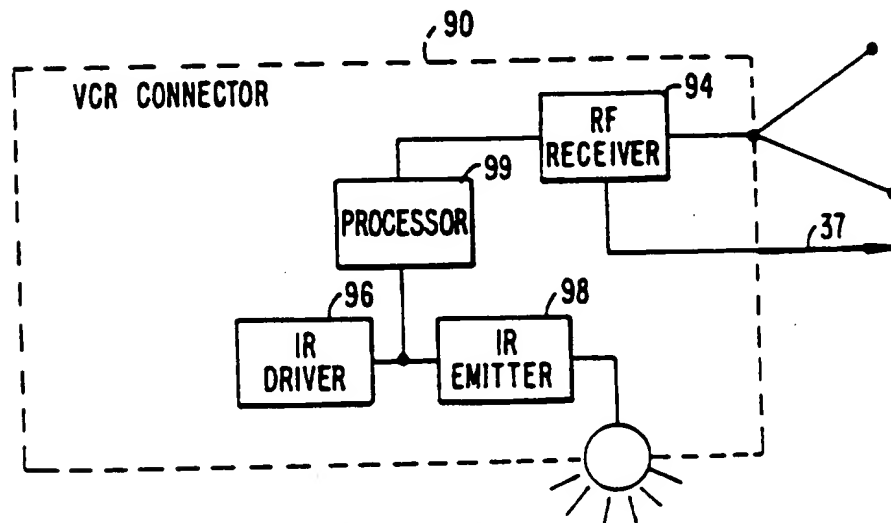 90
VCR CONNECTOR
94
RF
RECEIVER
99
PROCESSOR
37
96
IR
DRIVER
98
IR
EMITTER